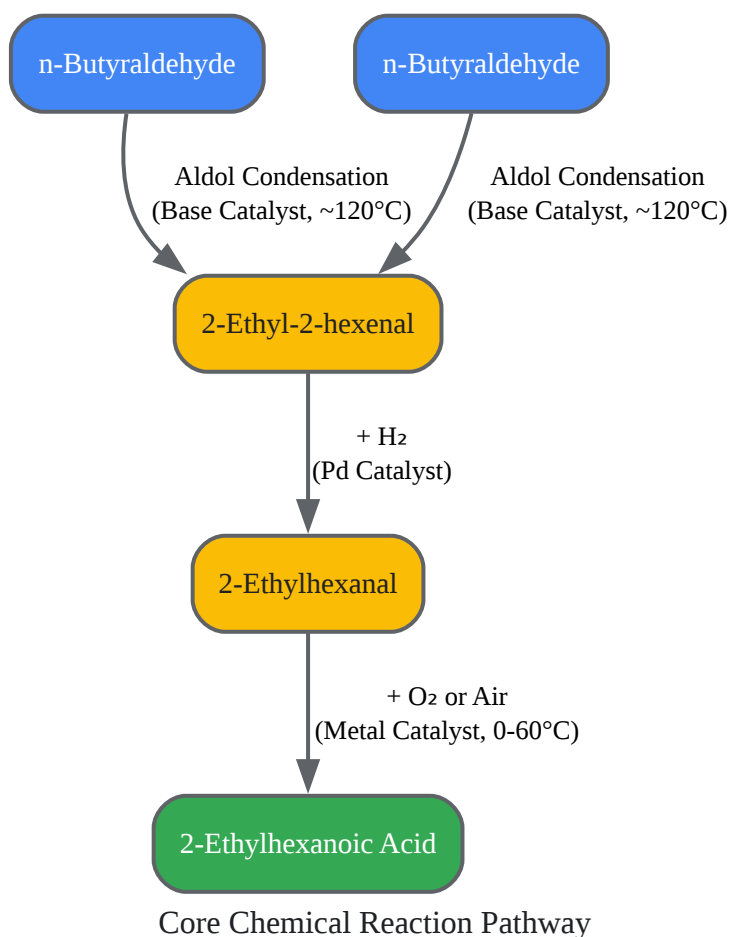 n-Butyraldehyde
n-Butyraldehyde
Aldol Condensation
(Base Catalyst, ~120°C)
Aldol Condensation
(Base Catalyst, ~120°C)
2-Ethyl-2-hexenal
+ H₂
(Pd Catalyst)
2-Ethylhexanal
+ O₂ or Air
(Metal Catalyst, 0-60°C)
2-Ethylhexanoic Acid
Core Chemical Reaction Pathway